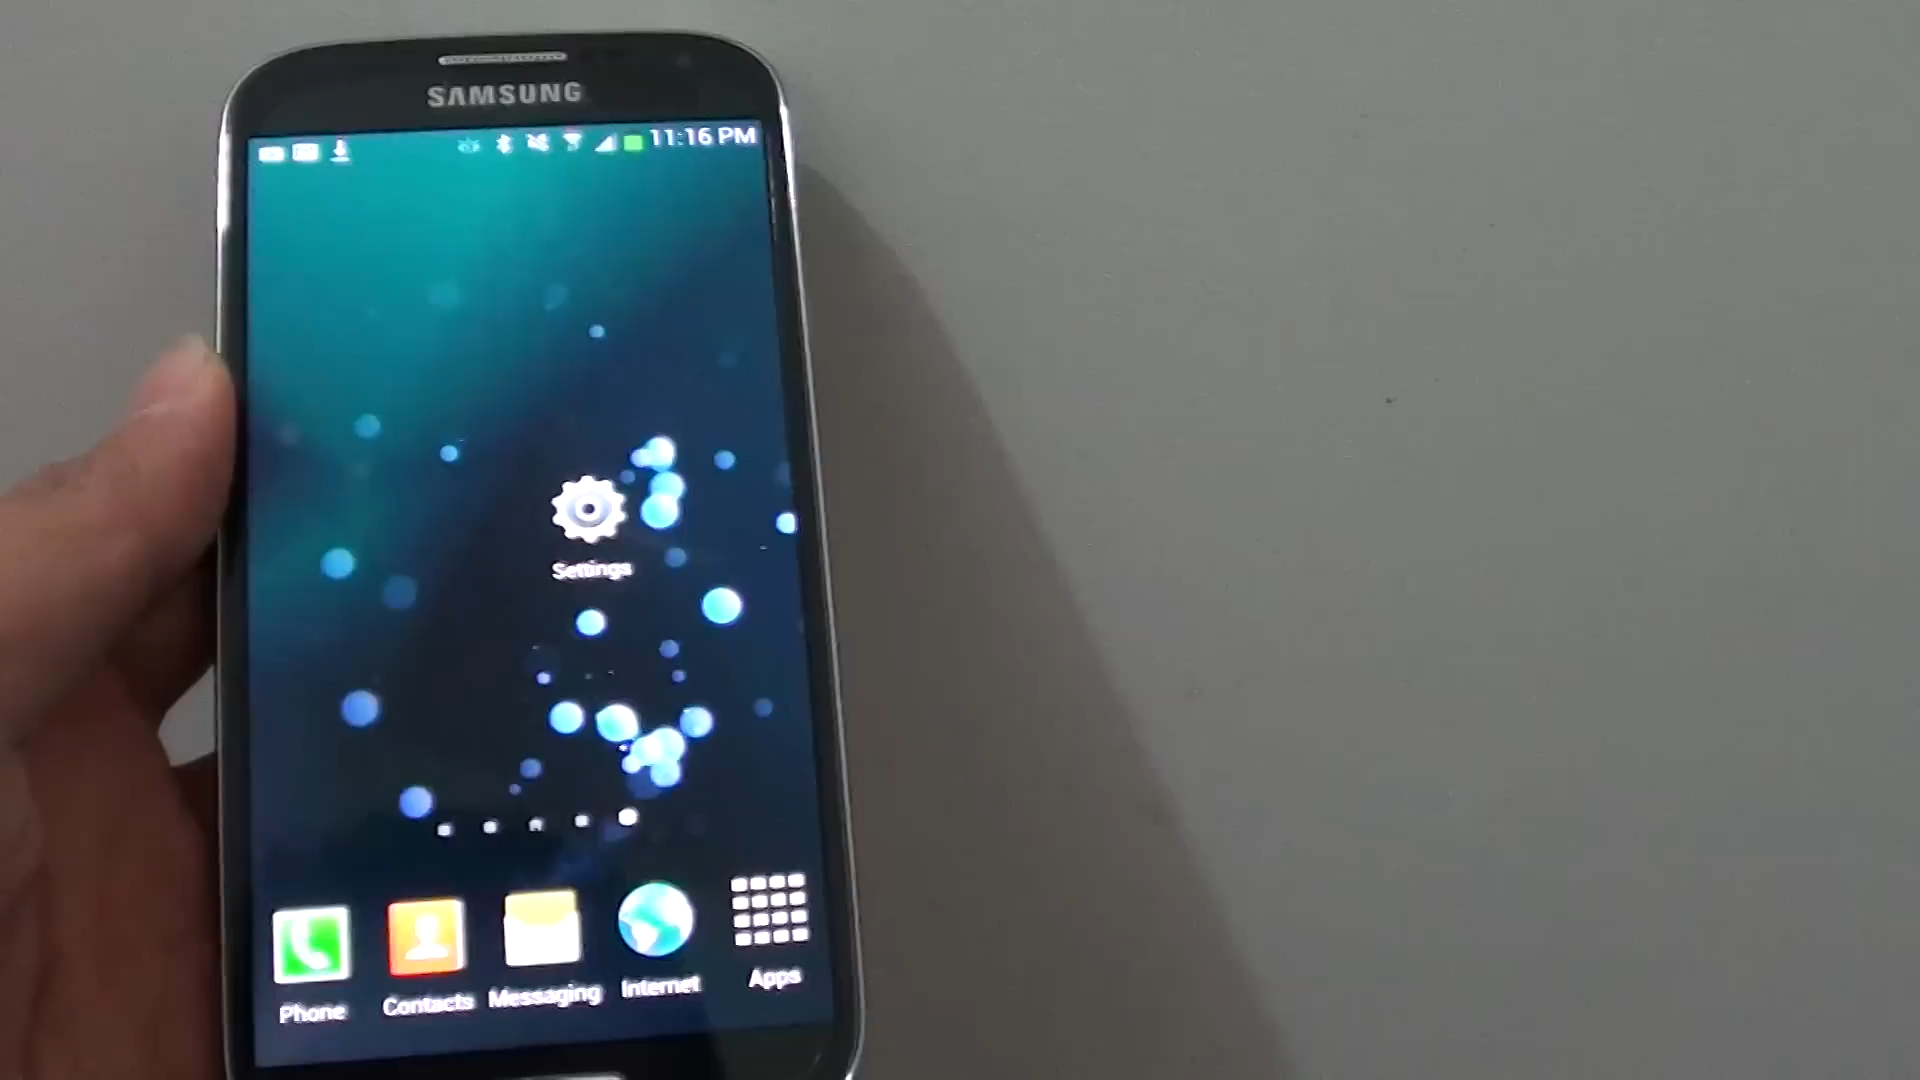 SAMSUNG
11:16 PM
Settings
Phone
Contacts
Messaging
Internet
Apps